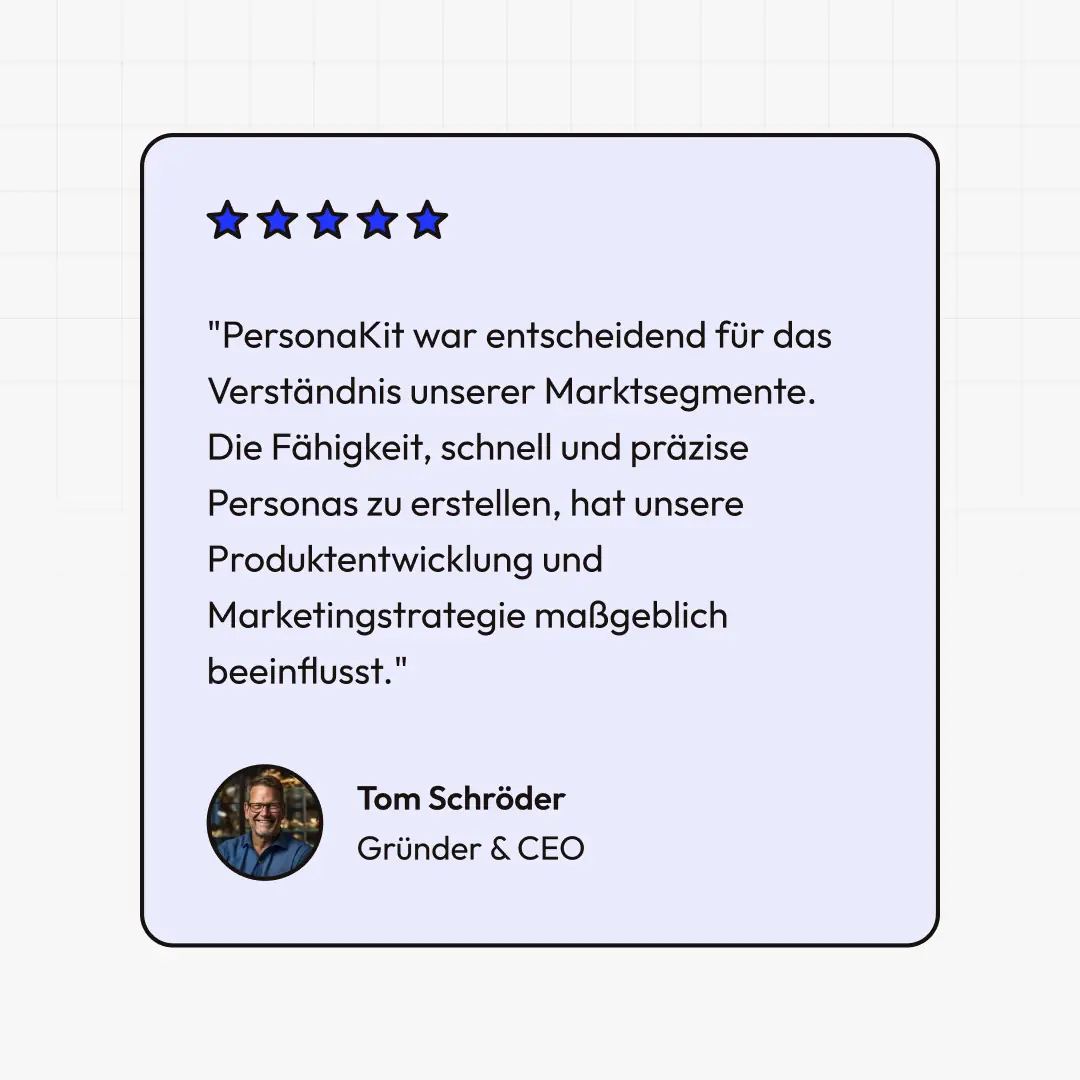 "PersonaKit war entscheidend für das
Verständnis unserer Marktsegmente.
Die Fähigkeit, schnell und präzise
Personas zu erstellen, hat unsere
Produktentwicklung und
Marketingstrategie maßgeblich
beeinflusst."
Tom Schröder
Gründer & CEO